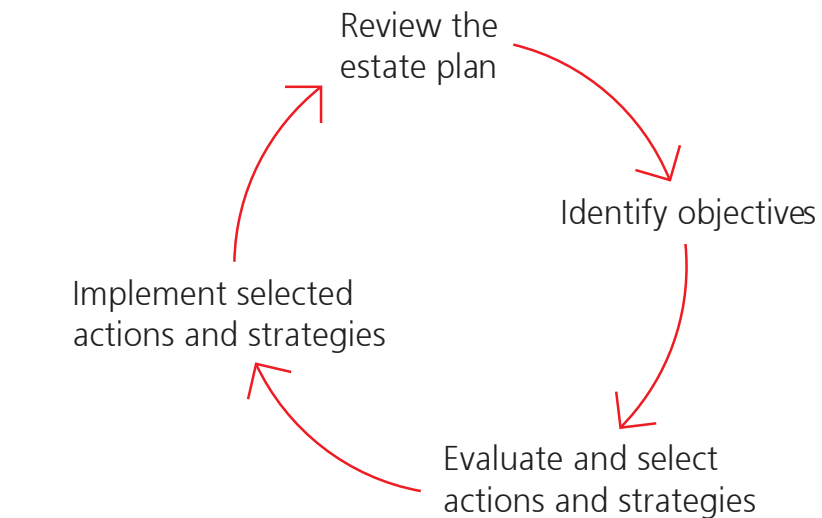 Review the
estate plan
Identify objectives
Evaluate and select
actions and strategies
Implement selected
actions and strategies